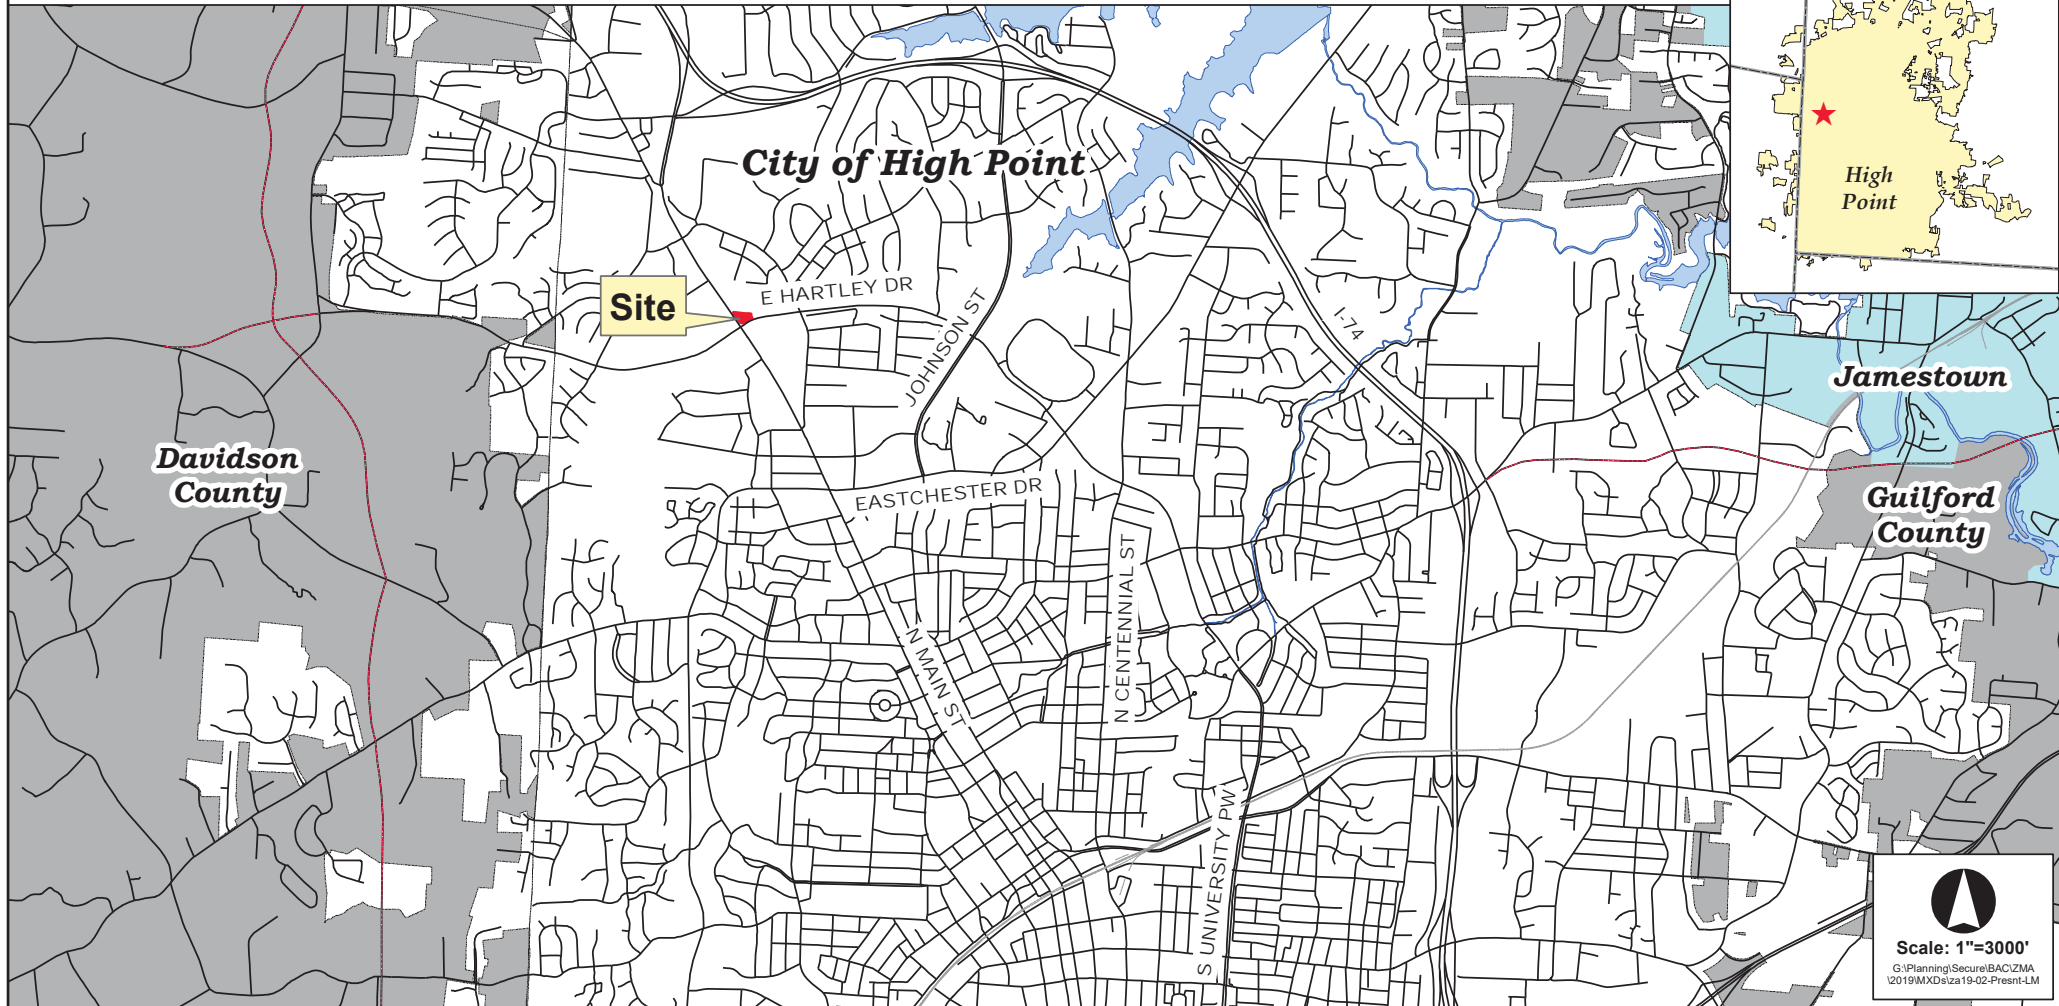 City of High Point
High
Point
Site
E HARTLEY DR
JOHNSON ST
I-74
Jamestown
Davidson
County
EASTCHESTER DR
Guilford
County
N CENTENNIAL ST
N MAIN ST
S UNIVERSITY PW
Scale: 1"=3000'
G:\Planning\Secure\BAC\ZMA
\2019\MXDs\za19-02-Presnt-LM